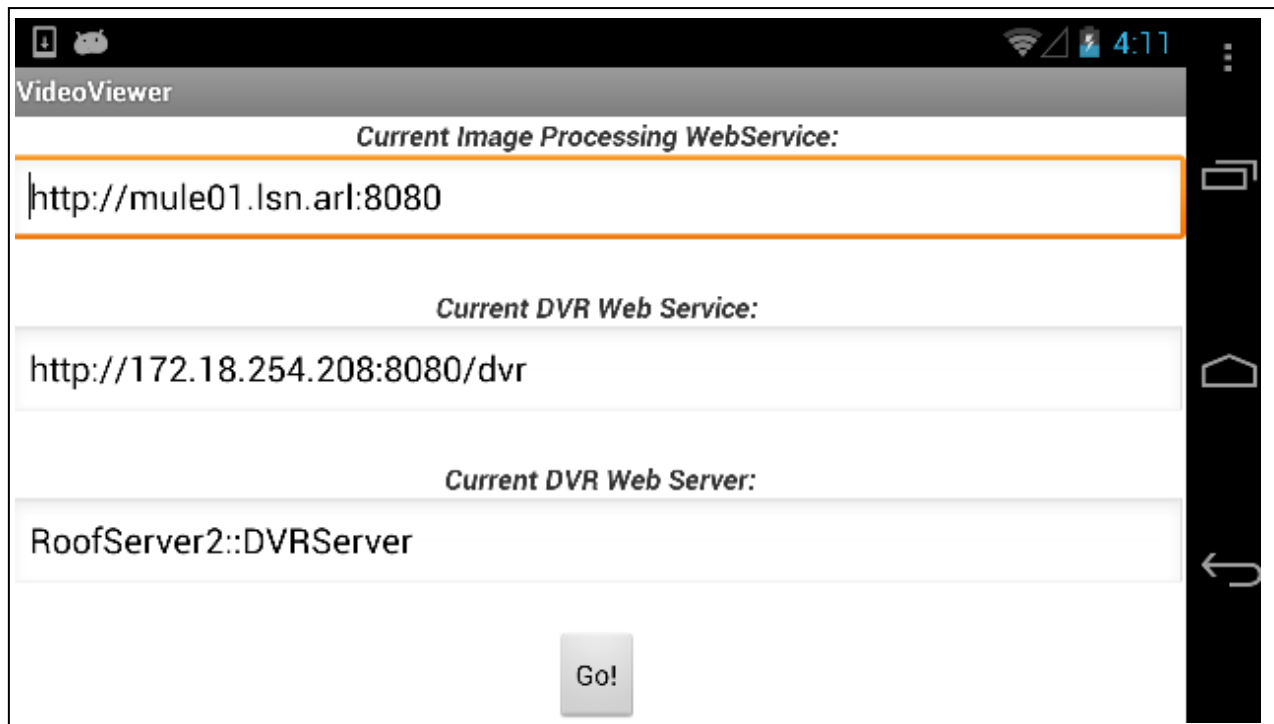 4:11
VideoViewer
Current Image Processing WebService:
http://mule01.lsn.arl:8080
Current DVR Web Service:
http://172.18.254.208:8080/dvr
Current DVR Web Server:
RoofServer2::DVRServer
Go!